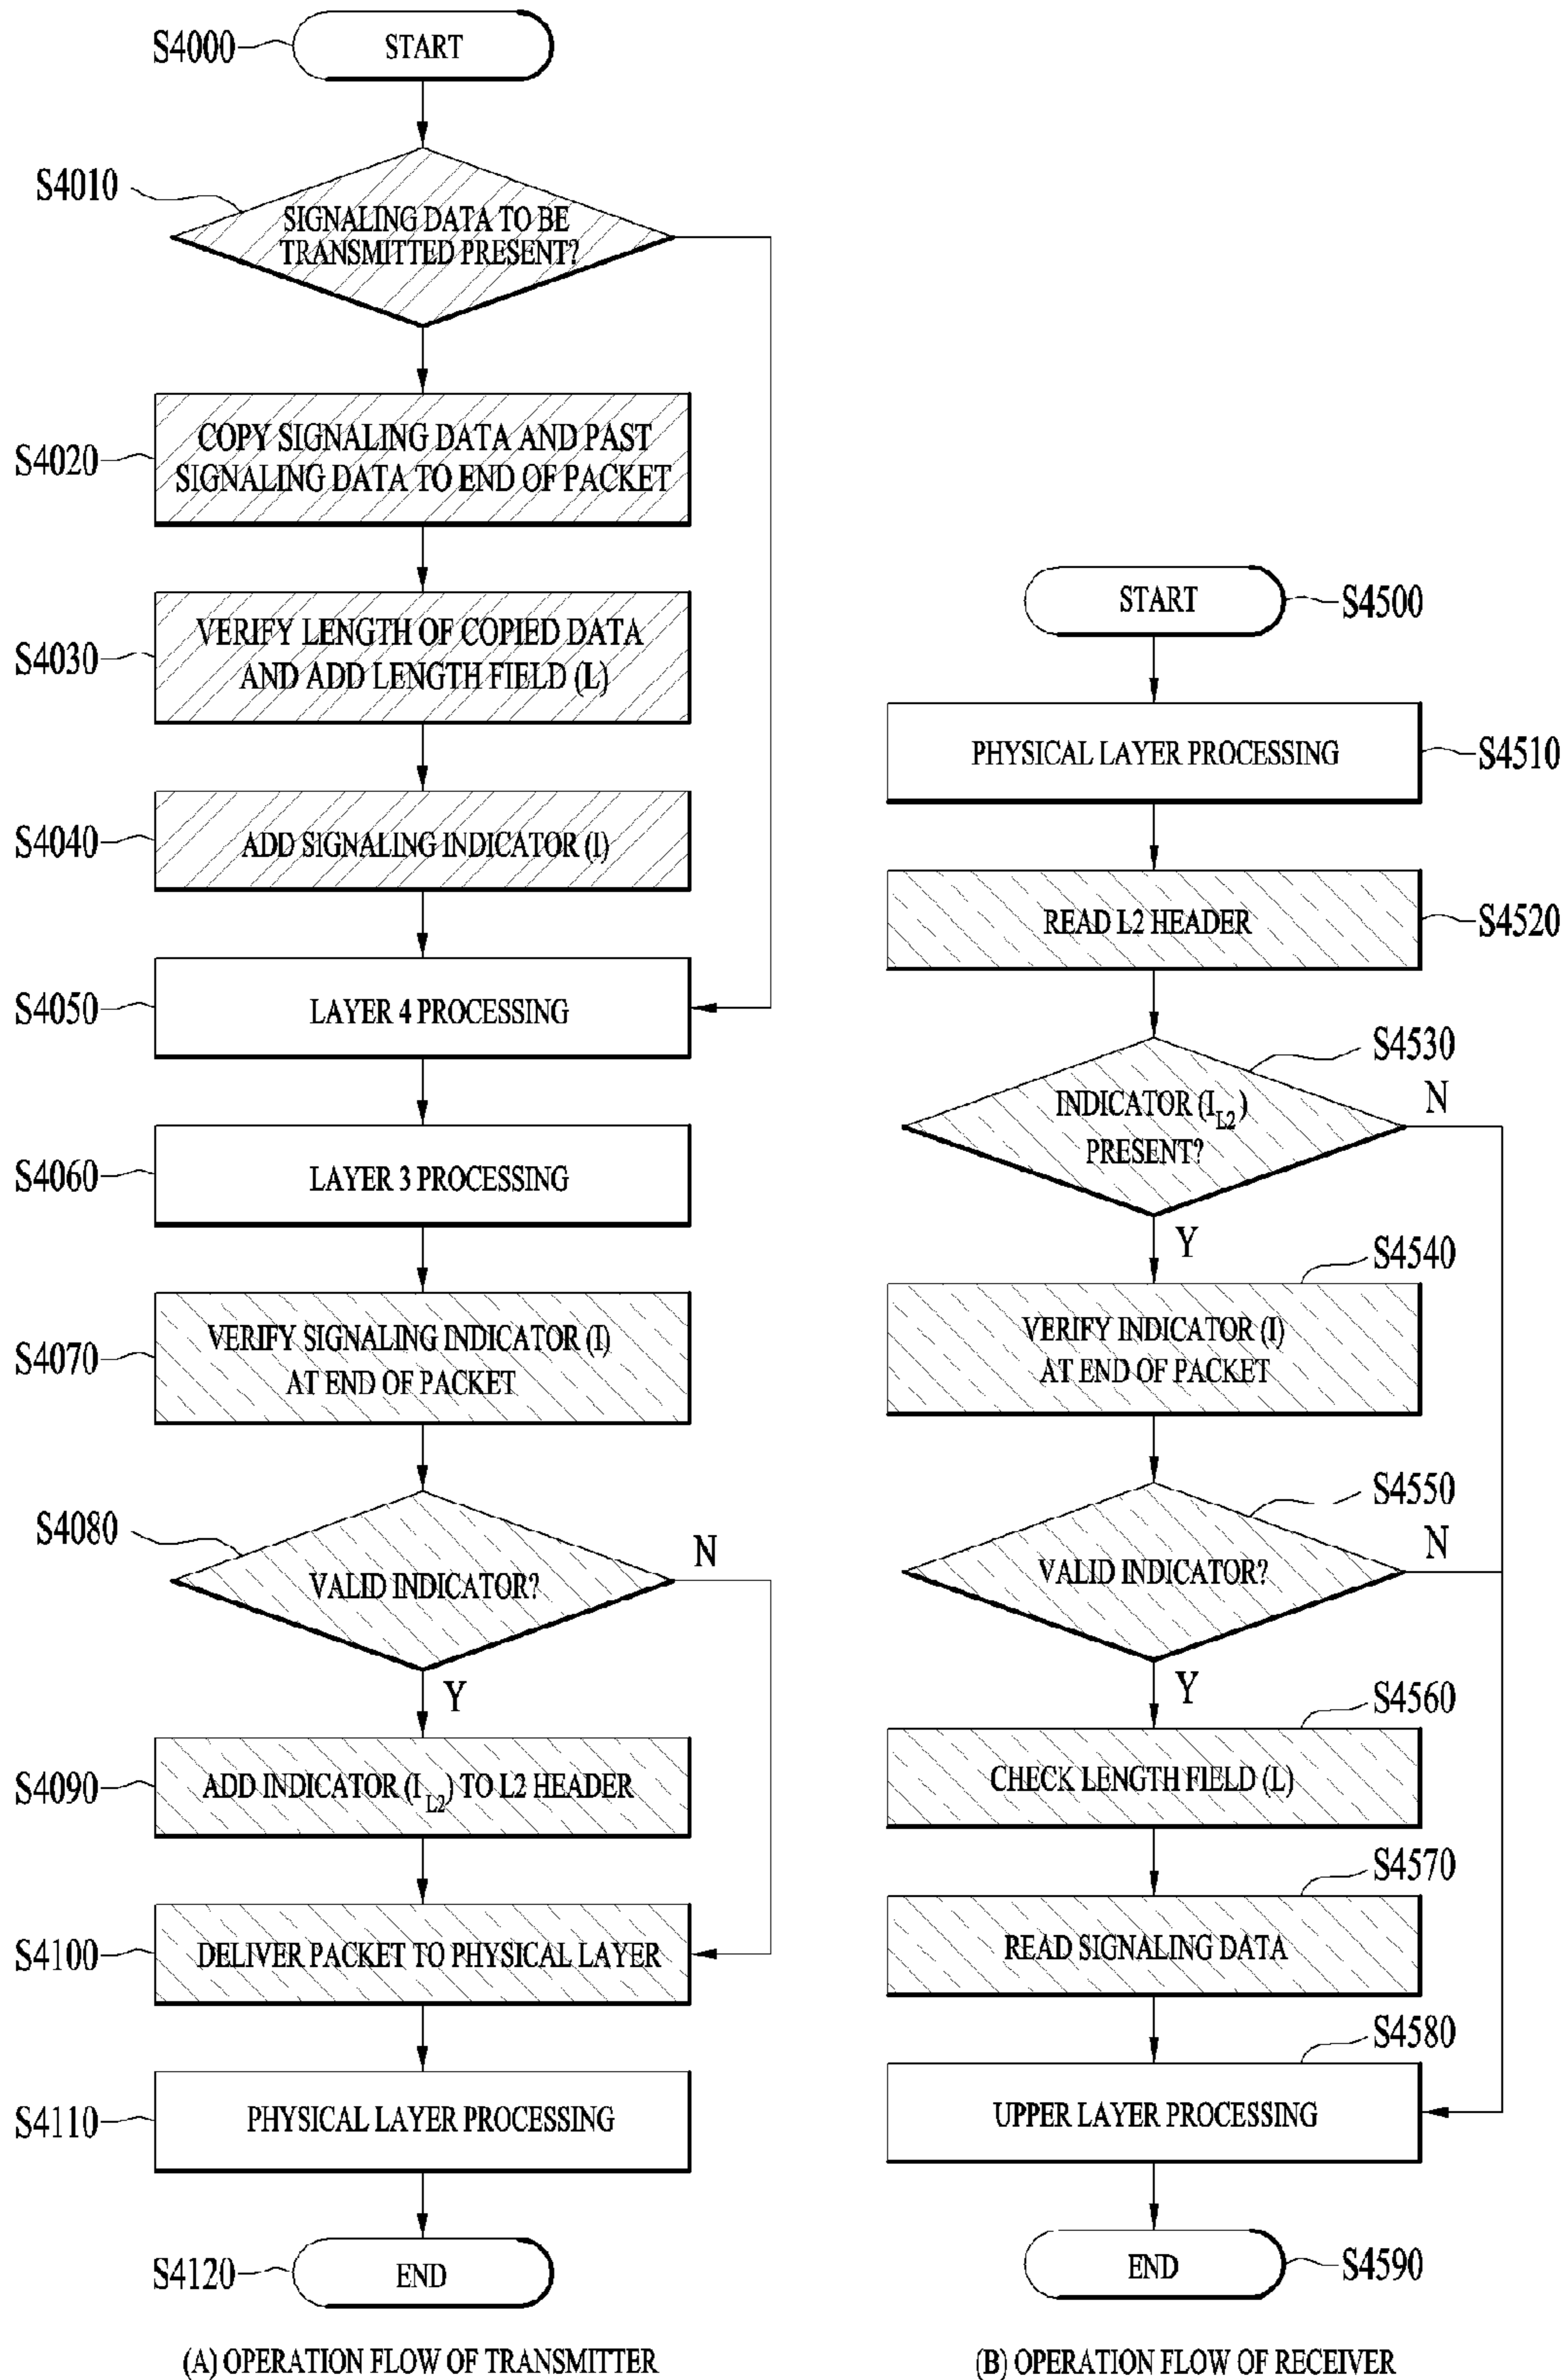 S4000
START
S4010
SIGNALING DATA TO BE
TRANSMITTED PRESENT?
S4020
COPY SIGNALING DATA AND PAST
SIGNALING DATA TO END OF PACKET
S4030
VERIFY LENGTH OF COPIED DATA
AND ADD LENGTH FIELD (L)
S4040
ADD SIGNALING INDICATOR (I)
S4050
LAYER 4 PROCESSING
S4060
LAYER 3 PROCESSING
S4070
VERIFY SIGNALING INDICATOR (I)
AT END OF PACKET
S4080
VALID INDICATOR?
N
Y
S4090
ADD INDICATOR (I_L2) TO L2 HEADER
S4100
DELIVER PACKET TO PHYSICAL LAYER
S4110
PHYSICAL LAYER PROCESSING
S4120
END
(A) OPERATION FLOW OF TRANSMITTER
START
S4500
PHYSICAL LAYER PROCESSING
S4510
READ L2 HEADER
S4520
S4530
INDICATOR (I_L2)
PRESENT?
N
Y
S4540
VERIFY INDICATOR (I)
AT END OF PACKET
S4550
VALID INDICATOR?
N
Y
S4560
CHECK LENGTH FIELD (L)
S4570
READ SIGNALING DATA
S4580
UPPER LAYER PROCESSING
END
S4590
(B) OPERATION FLOW OF RECEIVER